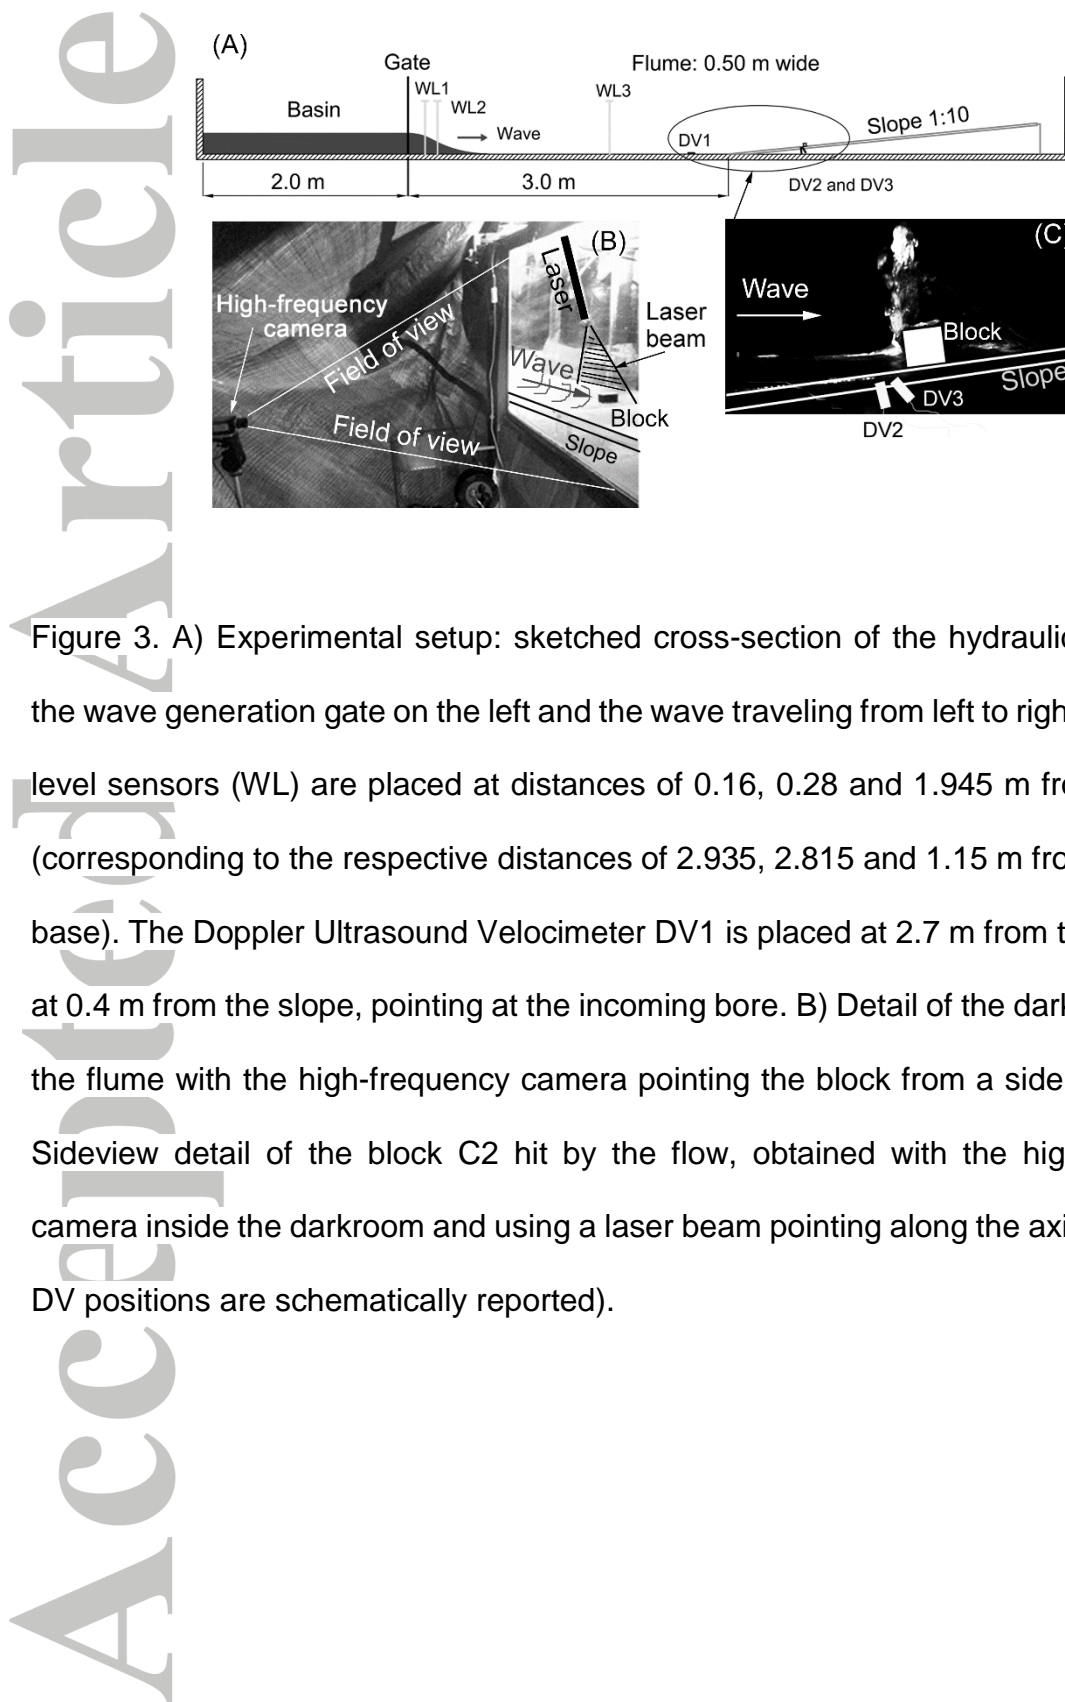 Accepted Article
(A)
Gate
Flume: 0.50 m wide
WL1
WL2
WL3
Basin
Wave
Slope 1:10
DV1
2.0 m
3.0 m
DV2 and DV3
(B)
Laser
High-frequency
camera
Field of view
Field of view
Wave
Laser
beam
Block
Slope
(C)
Wave
Block
Slope
DV3
DV2
Figure 3. A) Experimental setup: sketched cross-section of the hydraulic
the wave generation gate on the left and the wave traveling from left to righ
level sensors (WL) are placed at distances of 0.16, 0.28 and 1.945 m fro
(corresponding to the respective distances of 2.935, 2.815 and 1.15 m fro
base). The Doppler Ultrasound Velocimeter DV1 is placed at 2.7 m from t
at 0.4 m from the slope, pointing at the incoming bore. B) Detail of the dark
the flume with the high-frequency camera pointing the block from a side
Sideview detail of the block C2 hit by the flow, obtained with the hig
camera inside the darkroom and using a laser beam pointing along the axi
DV positions are schematically reported).